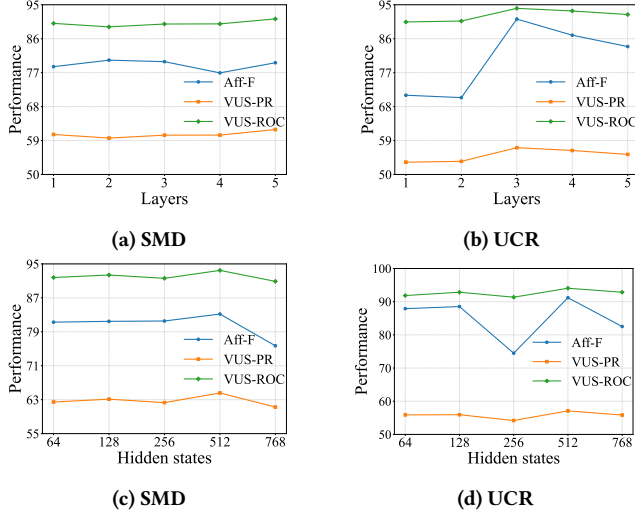 95
86
77
68
59
50
Performance
Aff-F
VUS-PR
VUS-ROC
1 2 3 4 5
Layers
(a) SMD
95
86
77
68
59
50
Performance
Aff-F
VUS-PR
VUS-ROC
1 2 3 4 5
Layers
(b) UCR
95
87
79
71
63
55
Performance
Aff-F
VUS-PR
VUS-ROC
64 128 256 512 768
Hidden states
(c) SMD
100
90
80
70
60
50
Performance
Aff-F
VUS-PR
VUS-ROC
64 128 256 512 768
Hidden states
(d) UCR